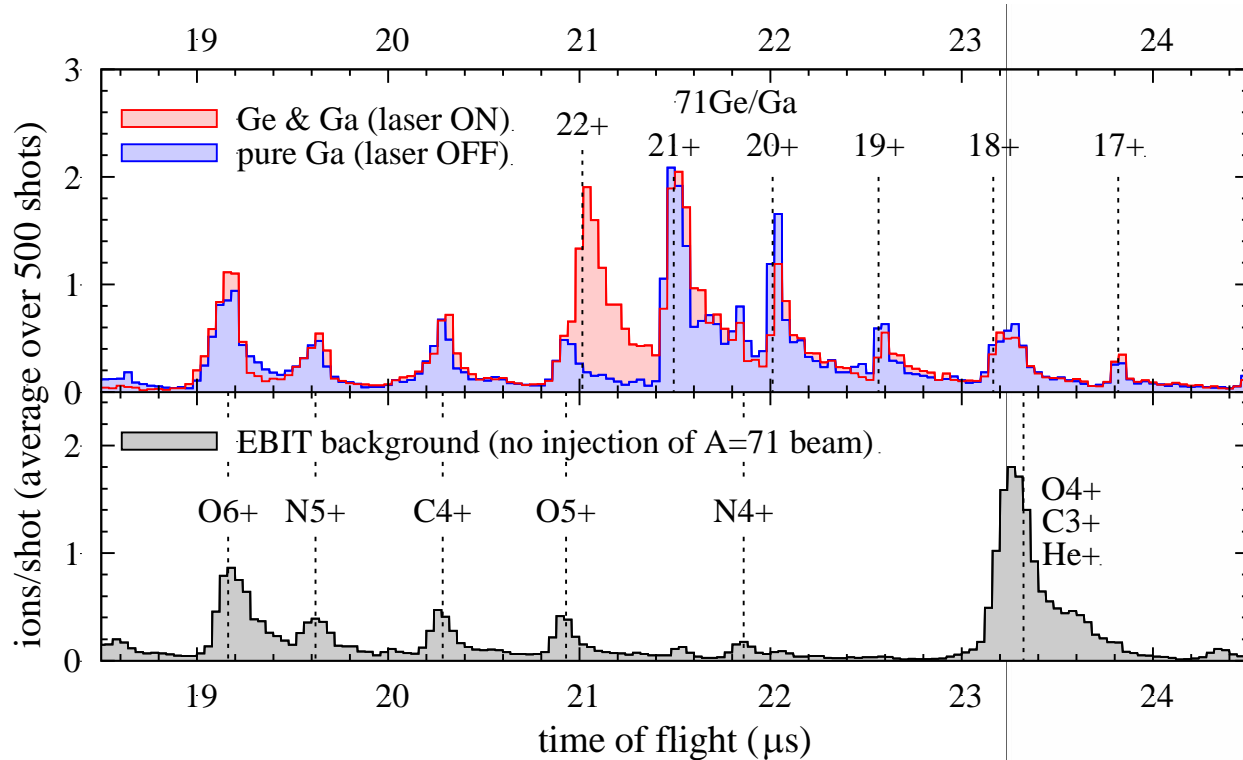 19 20 21 22 23 24
3
2
1
0
Ge & Ga (laser ON)
pure Ga (laser OFF)
71Ge/Ga
22+
21+ 20+ 19+ 18+ 17+
2
1
0
EBIT background (no injection of A=71 beam)
O6+ N5+ C4+ O5+ N4+
O4+
C3+
He+
19 20 21 22 23 24
time of flight (μs)
ions/shot (average over 500 shots)